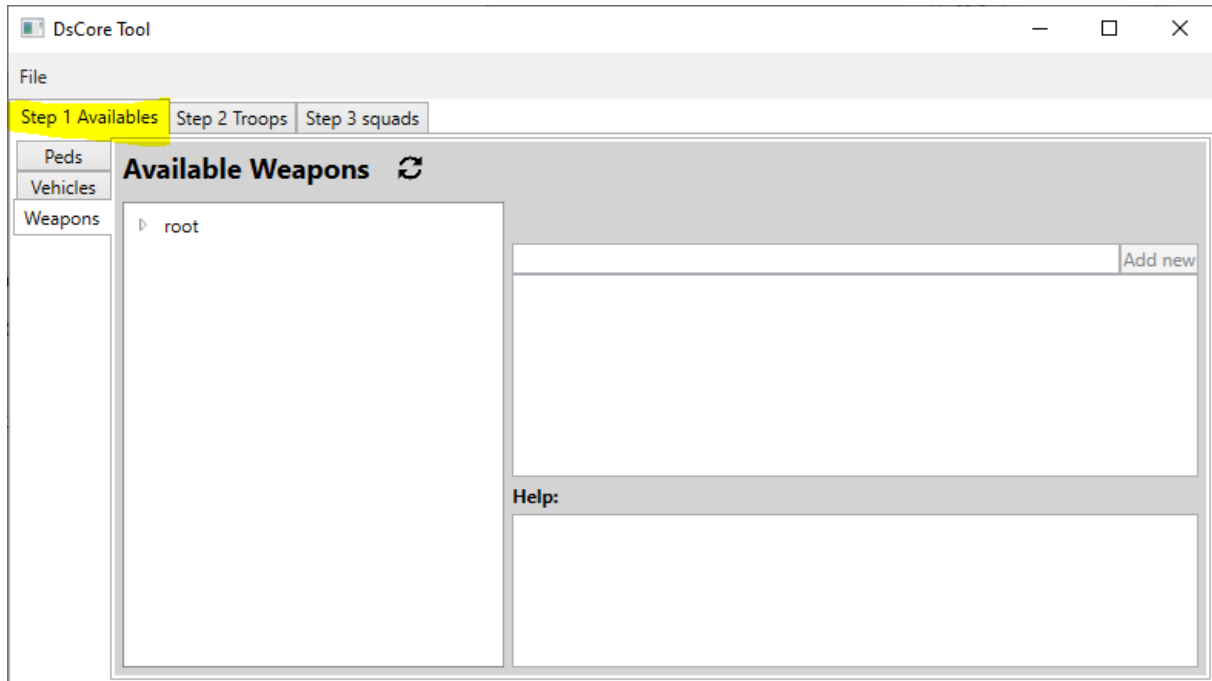 DsCore Tool
File
Step 1 Availables Step 2 Troops Step 3 squads
Peds
Vehicles
Weapons
Available Weapons
root
Add new
Help: